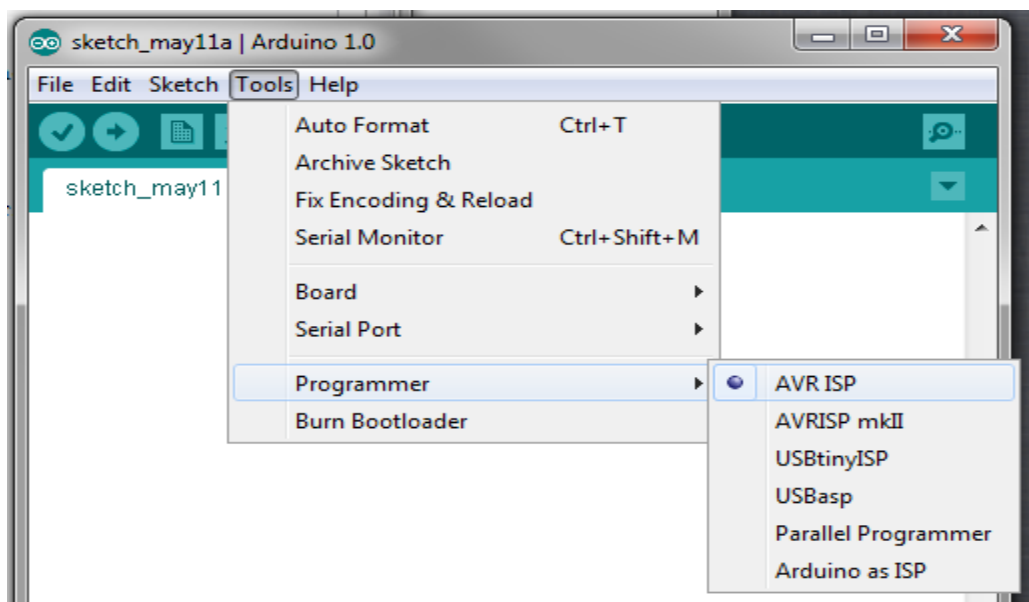 sketch_may11a | Arduino 1.0
File Edit Sketch Tools Help
Auto Format Ctrl+T
Archive Sketch
sketch_may11
Fix Encoding & Reload
Serial Monitor Ctrl+Shift+M
Board
Serial Port
Programmer
Burn Bootloader
AVR ISP
AVRISP mkII
USBtinyISP
USBasp
Parallel Programmer
Arduino as ISP